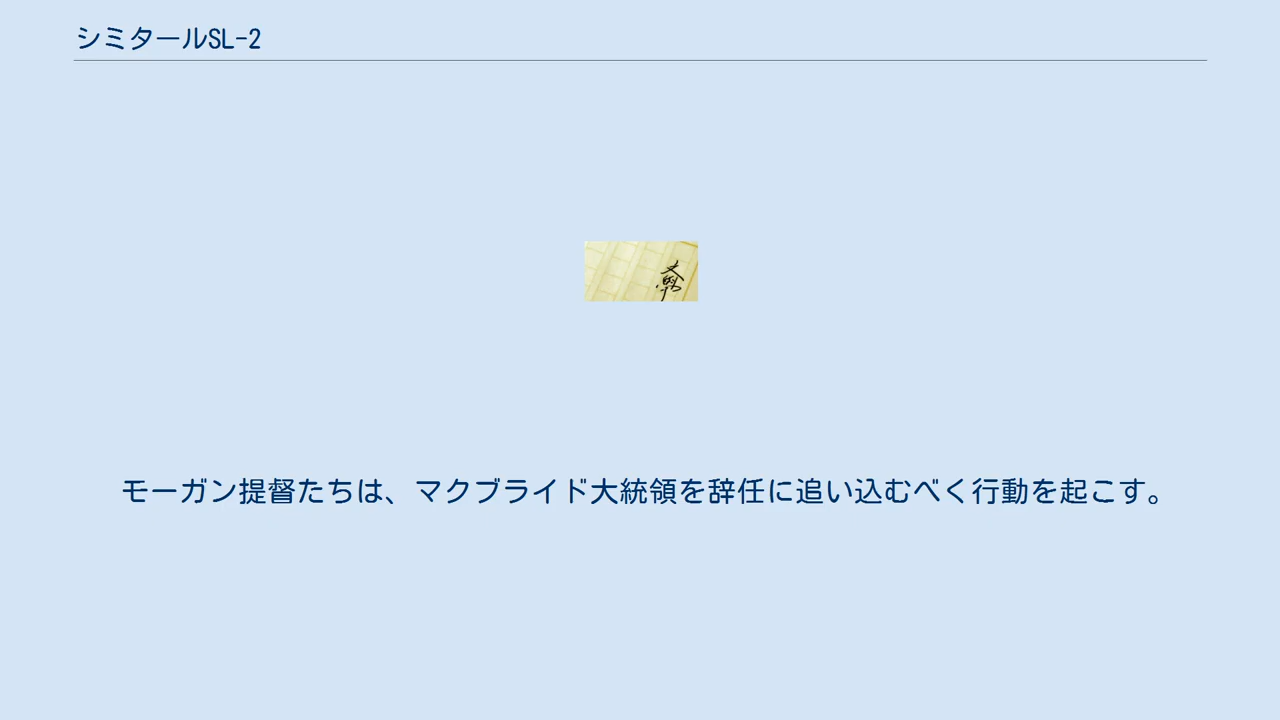 シミタールSL-2
モーガン提督たちは、マクブライド大統領を辞任に追い込むべく行動を起こす。